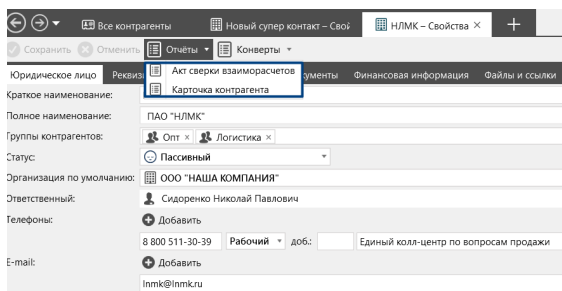 Все контрагенты
Новый супер контакт – Свой
НЛМК – Свойства ×
Сохранить Отменить Отчёты Конверты
Юридическое лицо Акт сверки взаиморасчетов Финансовая информация Файлы и ссылки
Карточка контрагента
Краткое наименование:
Полное наименование: ПАО "НЛМК"
Группы контрагентов: Опт × Логистика ×
Статус: Пассивный
Организация по умолчанию: ООО "НАША КОМПАНИЯ"
Ответственный: Сидоренко Николай Павлович
Телефоны: Добавить
8 800 511-30-39 Рабочий доб.: Единый колл-центр по вопросам продажи
E-mail: Добавить
lnmk@lnmk.ru